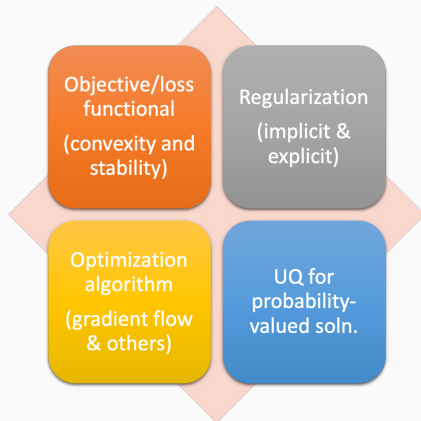 Objective/loss
functional
(convexity and
stability)
Regularization
(implicit &
explicit)
Optimization
algorithm
(gradient flow
& others)
UQ for
probability-
valued soln.